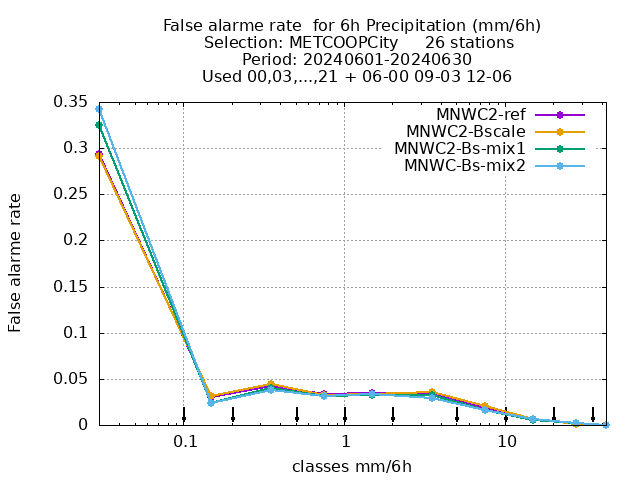 False alarme rate  for 6h Precipitation (mm/6h)
Selection: METCOOPCity     26 stations
Period: 20240601-20240630
Used 00,03,...,21 + 06-00 09-03 12-06
MNWC2-ref
MNWC2-Bscale
MNWC2-Bs-mix1
MNWC-Bs-mix2
0.35
0.3
0.25
0.2
0.15
0.1
0.05
0
False alarme rate
0.1 1 10
classes mm/6h